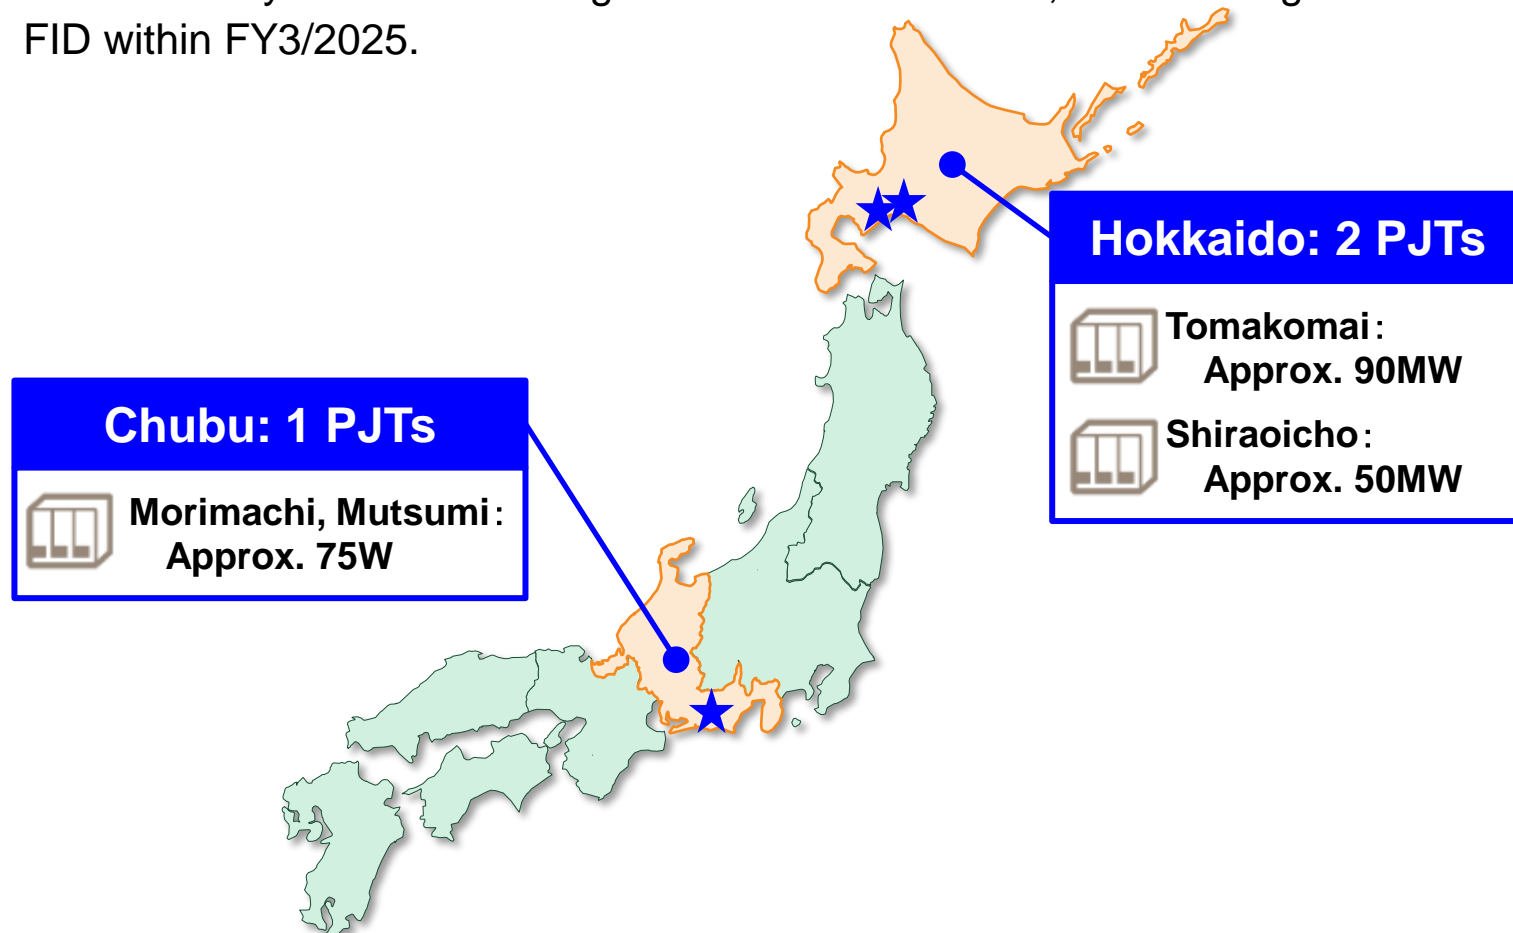 FID within FY3/2025.
Hokkaido: 2 PJTs
Tomakomai：
Approx. 90MW
Shiraoicho：
Approx. 50MW
Chubu: 1 PJTs
Morimachi, Mutsumi：
Approx. 75W